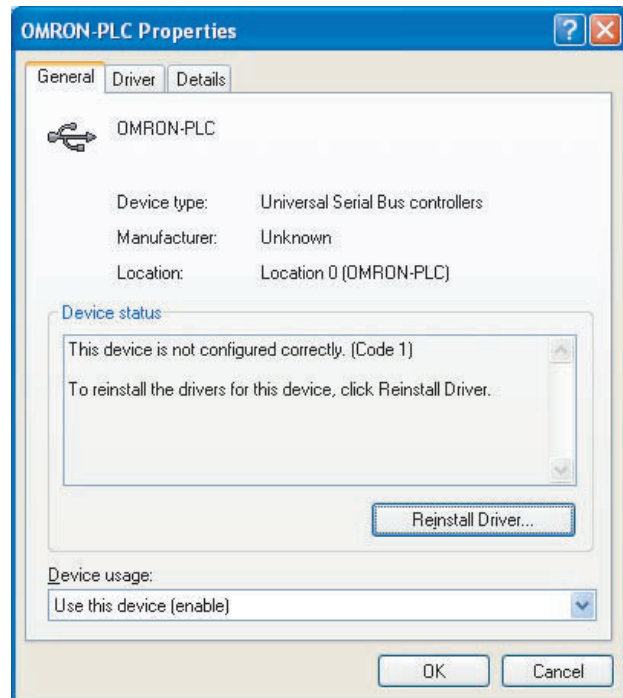 OMRON-PLC Properties
General Driver Details
OMRON-PLC
Device type: Universal Serial Bus controllers
Manufacturer: Unknown
Location: Location 0 (OMRON-PLC)
Device status
This device is not configured correctly. (Code 1)
To reinstall the drivers for this device, click Reinstall Driver.
Reinstall Driver...
Device usage:
Use this device (enable)
OK Cancel